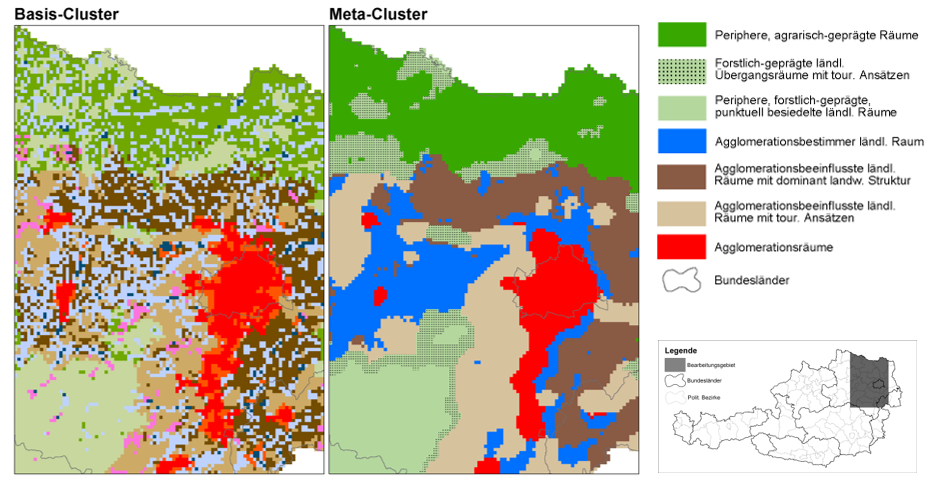 Basis-Cluster
Meta-Cluster
Periphere, agrarisch-geprägte Räume
Forstlich-geprägte ländl.
Übergangsräume mit tour. Ansätzen
Periphere, forstlich-geprägte,
punktuell besiedelte ländl. Räume
Agglomerationsbestimmer ländl. Raum
Agglomerationsbeeinflusste ländl.
Räume mit dominant landw. Struktur
Agglomerationsbeeinflusste ländl.
Räume mit tour. Ansätzen
Agglomerationsräume
Bundesländer
Legende
Bearbeitungsgebiet
Bundesländer
Polit. Bezirke